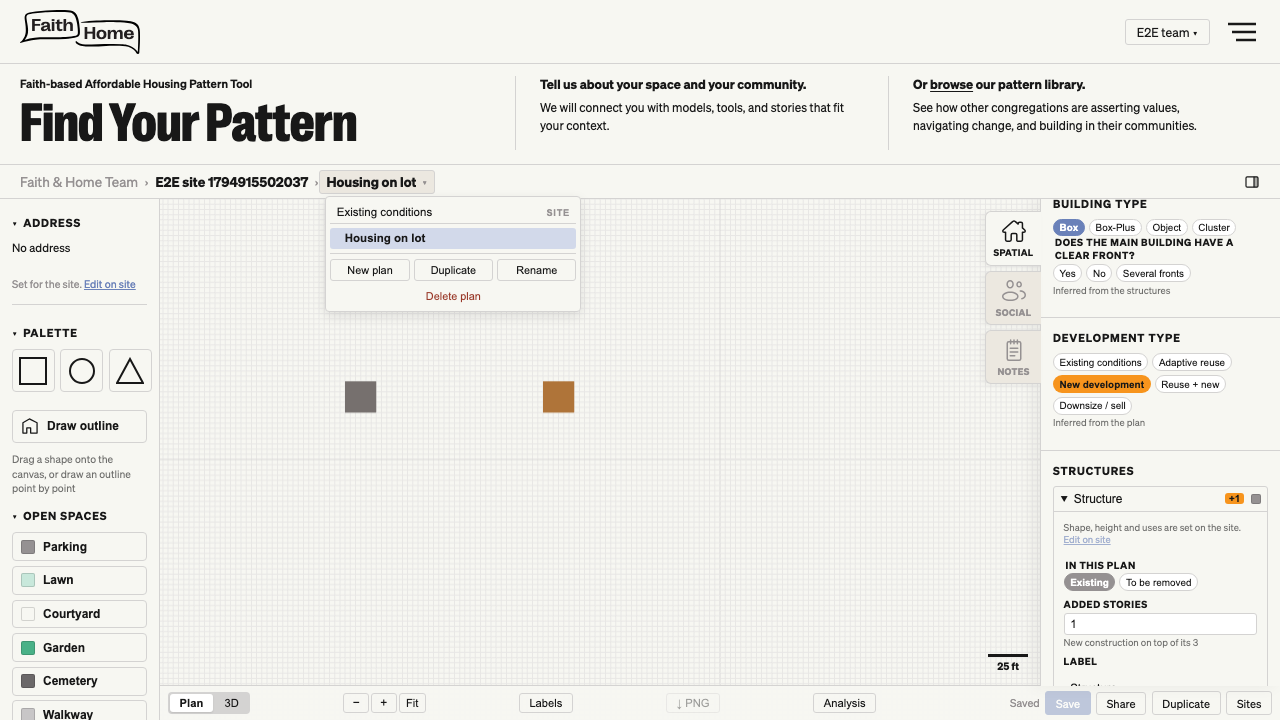 Faith
Home
E2E team ▾
Faith-based Affordable Housing Pattern Tool
Find Your Pattern
Tell us about your space and your community.
We will connect you with models, tools, and stories that fit
your context.
Or browse our pattern library.
See how other congregations are asserting values,
navigating change, and building in their communities.
Faith & Home Team › E2E site 1794915502037 › Housing on lot ▾
ADDRESS
No address
Set for the site. Edit on site
PALETTE
Draw outline
Drag a shape onto the
canvas, or draw an outline
point by point
OPEN SPACES
Parking
Lawn
Courtyard
Garden
Cemetery
Walkway
Existing conditions SITE
Housing on lot
New plan Duplicate Rename
Delete plan
SPATIAL
SOCIAL
NOTES
25 ft
BUILDING TYPE
Box Box-Plus Object Cluster
DOES THE MAIN BUILDING HAVE A
CLEAR FRONT?
Yes No Several fronts
Inferred from the structures
DEVELOPMENT TYPE
Existing conditions Adaptive reuse
New development Reuse + new
Downsize / sell
Inferred from the plan
STRUCTURES
Structure +1
Shape, height and uses are set on the site.
Edit on site
IN THIS PLAN
Existing To be removed
ADDED STORIES
1
New construction on top of its 3
LABEL
Plan 3D
− + Fit
Labels
↓ PNG
Analysis
Saved Save Share Duplicate Sites